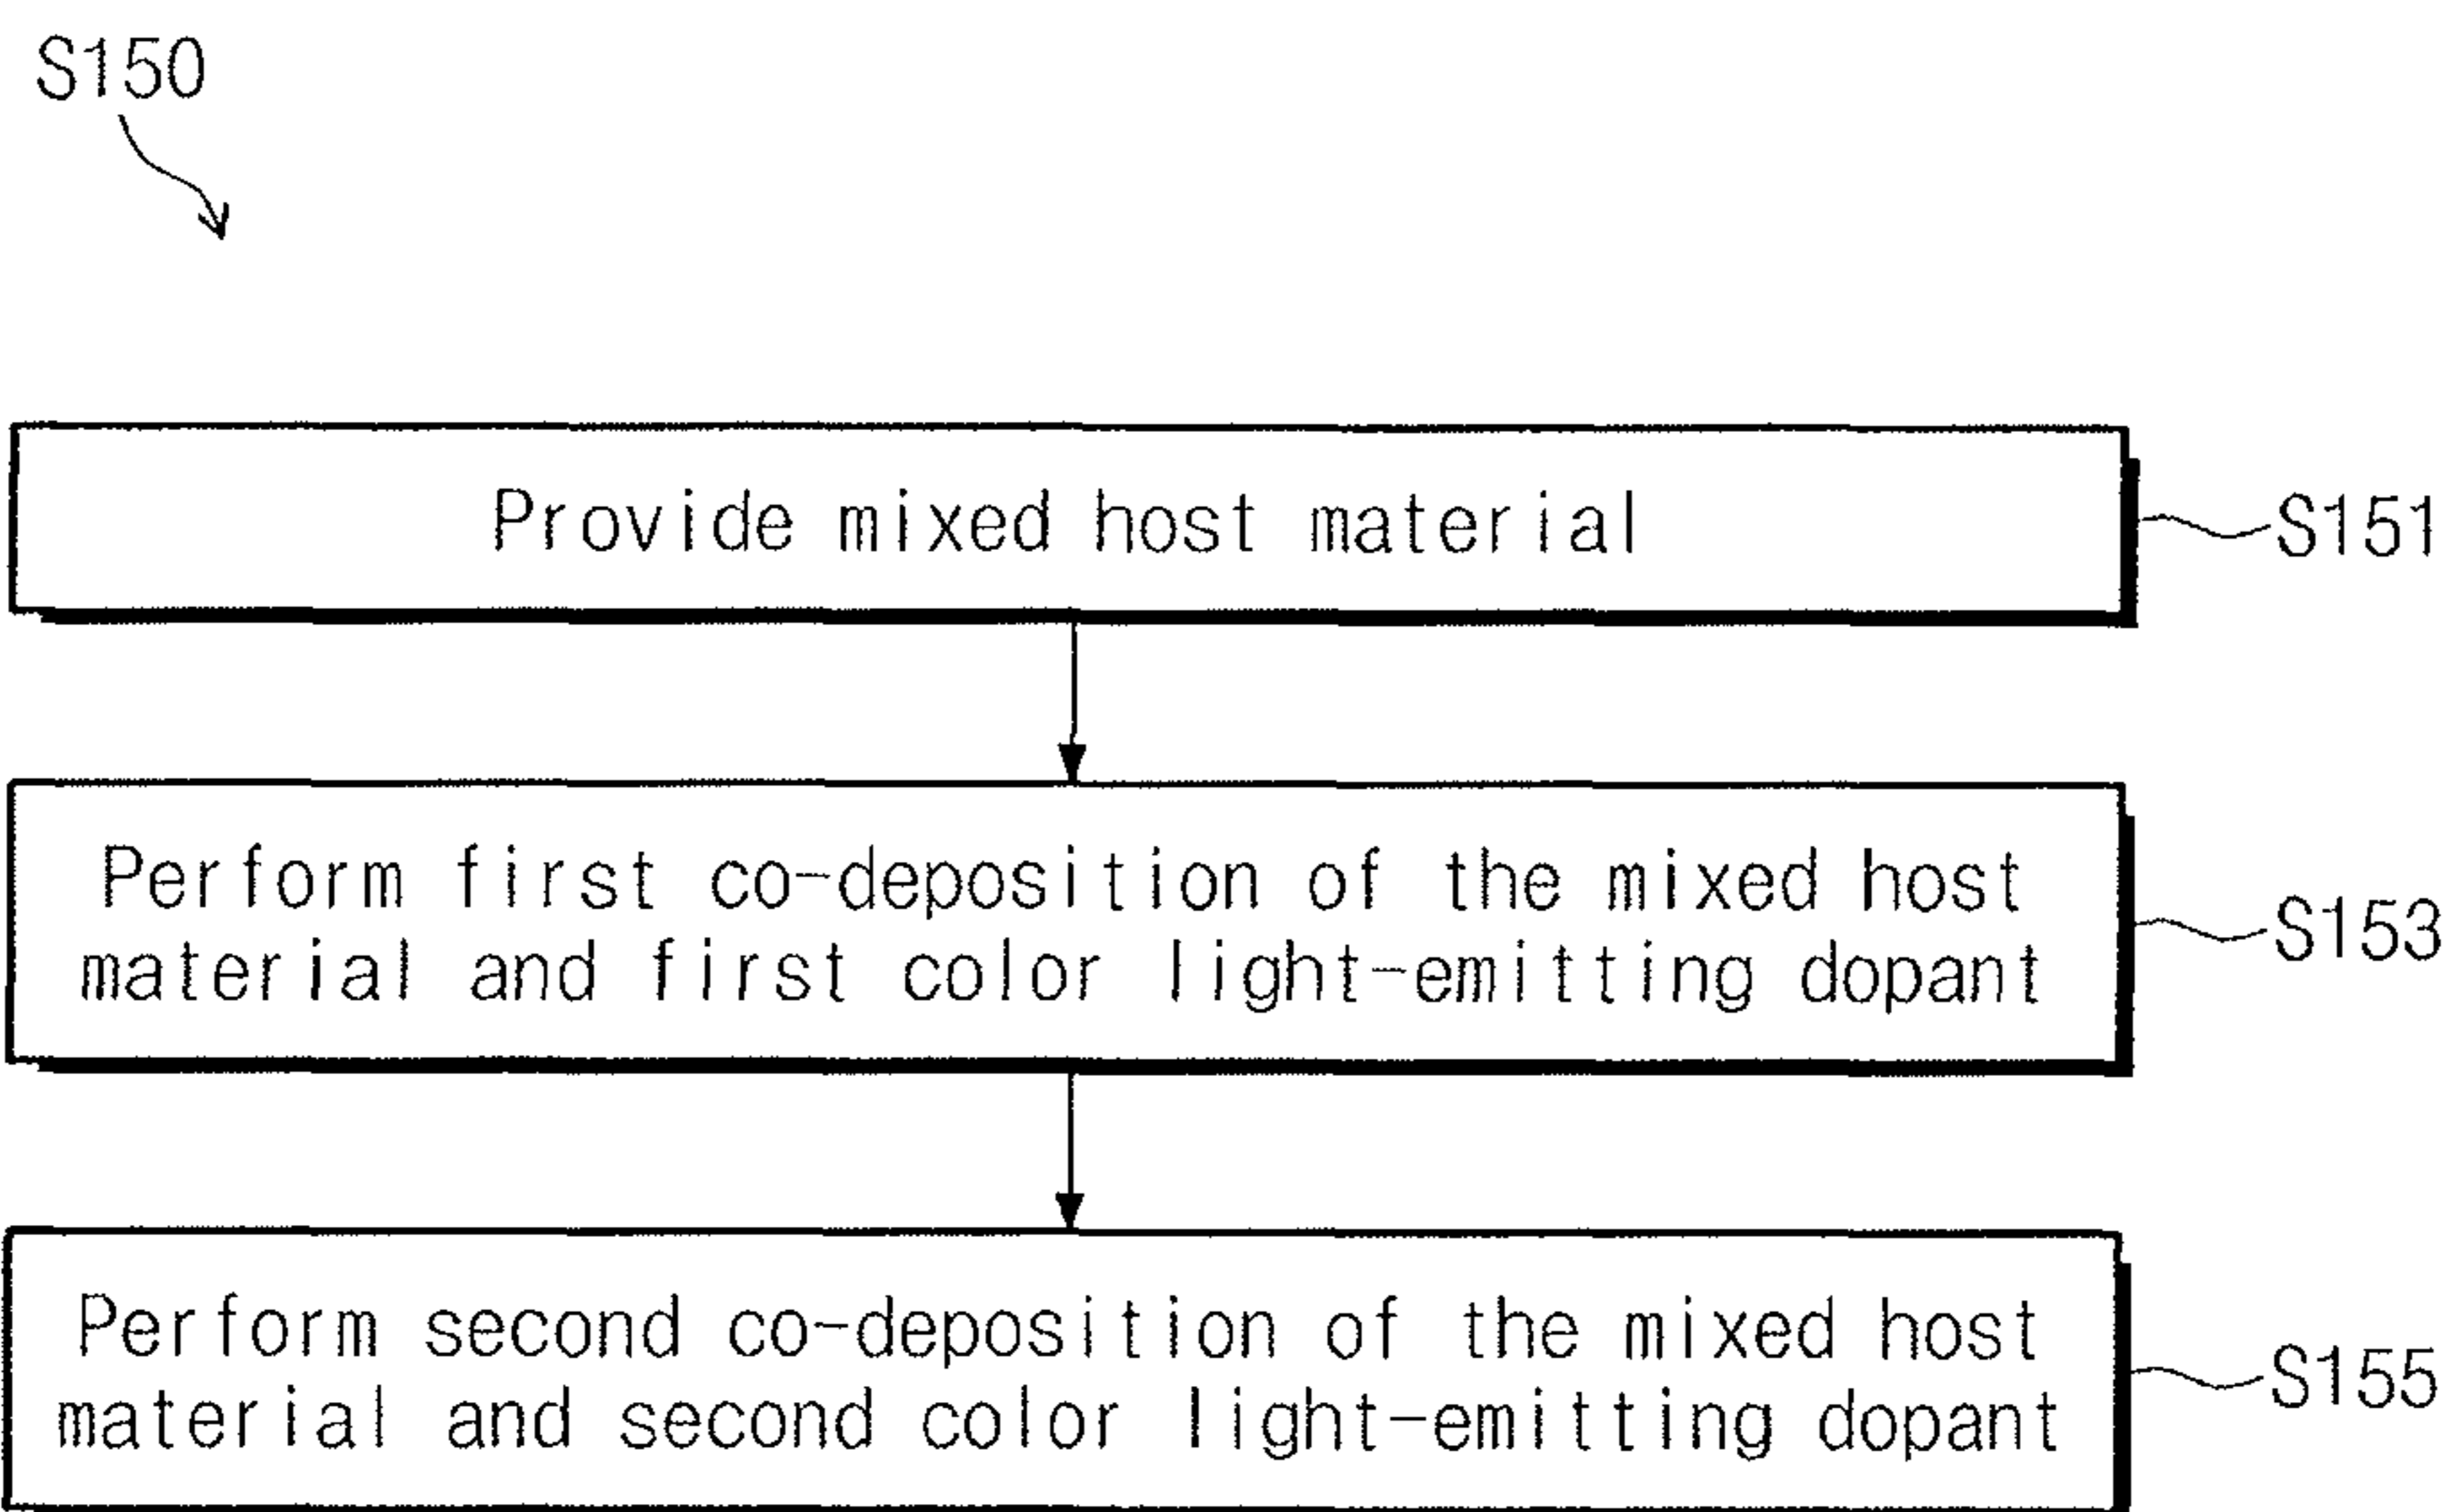 S150
Provide mixed host material
S151
Perform first co-deposition of the mixed host
material and first color light-emitting dopant
S153
Perform second co-deposition of the mixed host
material and second color light-emitting dopant
S155